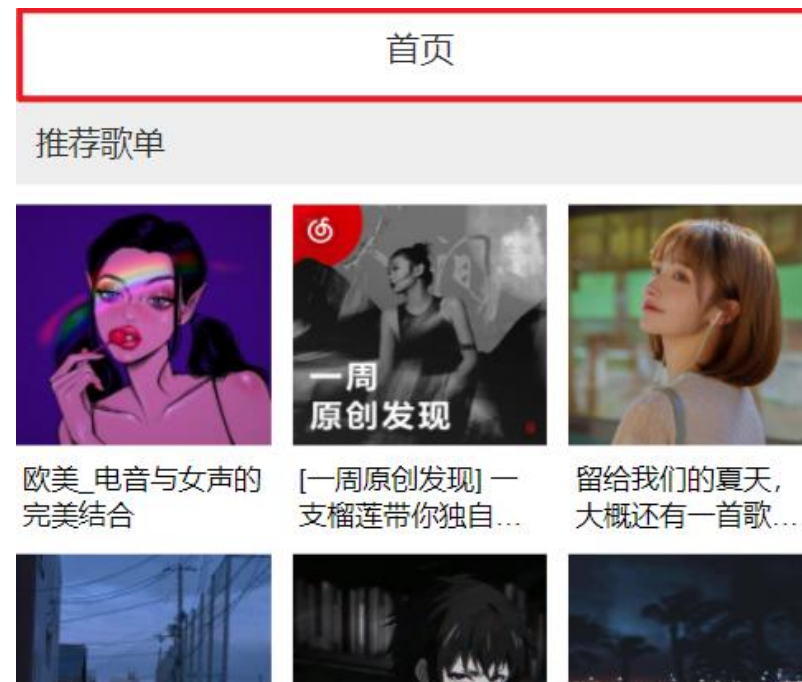 首页
推荐歌单
一周
原创发现
欧美_电音与女声的
完美结合
[一周原创发现] 一
支榴莲带你独自...
留给我们的夏天，
大概还有一首歌...